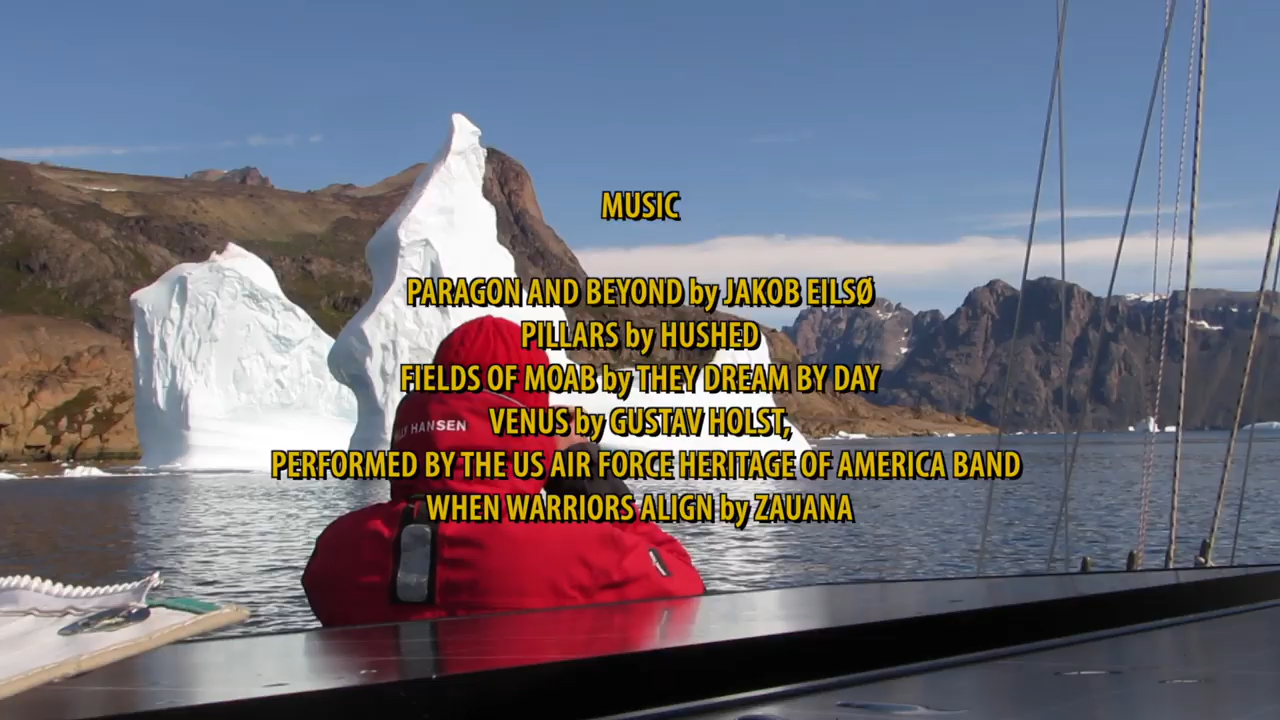 MUSIC
PARAGON AND BEYOND by JAKOB EILSØ
PILLARS by HUSHED
FIELDS OF MOAB by THEY DREAM BY DAY
HANSEN
VENUS by GUSTAV HOLST,
PERFORMED BY THE US AIR FORCE HERITAGE OF AMERICA BAND
WHEN WARRIORS ALIGN by ZAUANA